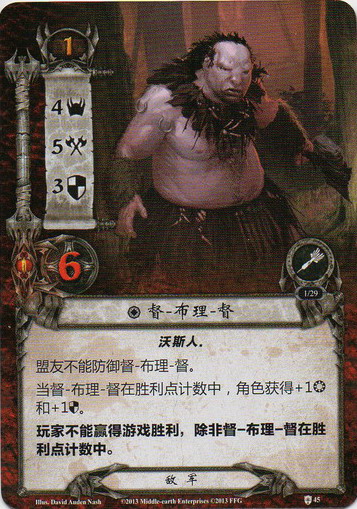 1
4
5
3
6
1/29
督-布理-督
沃斯人.
盟友不能防御督-布理-督。
当督-布理-督在胜利点计数中，角色获得+1
和+1。
玩家不能赢得游戏胜利，除非督-布理-督在胜
利点计数中。
敌 军
Illus. David Auden Nash ©2013 Middle-earth Enterprises ©2013 FFG 45